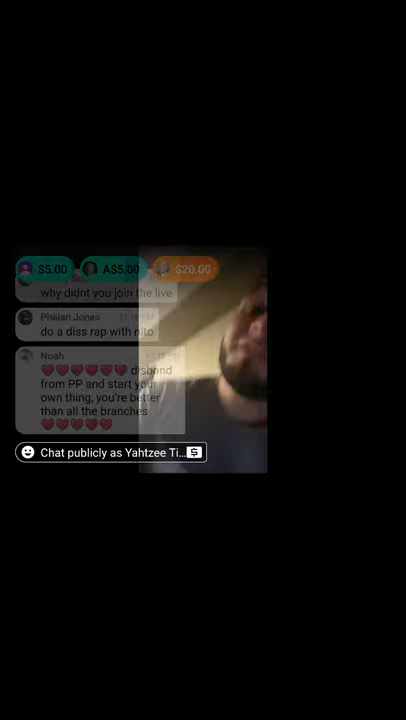 $5.00 A$5.00 $20.00
why didnt you join the live
Phelan Jones
do a diss rap with nito
Noah
❤️❤️❤️❤️❤️❤️ disband
from PP and start your
own thing, you're better
than all the branches
❤️❤️❤️❤️❤️
Chat publicly as Yahtzee Ti...